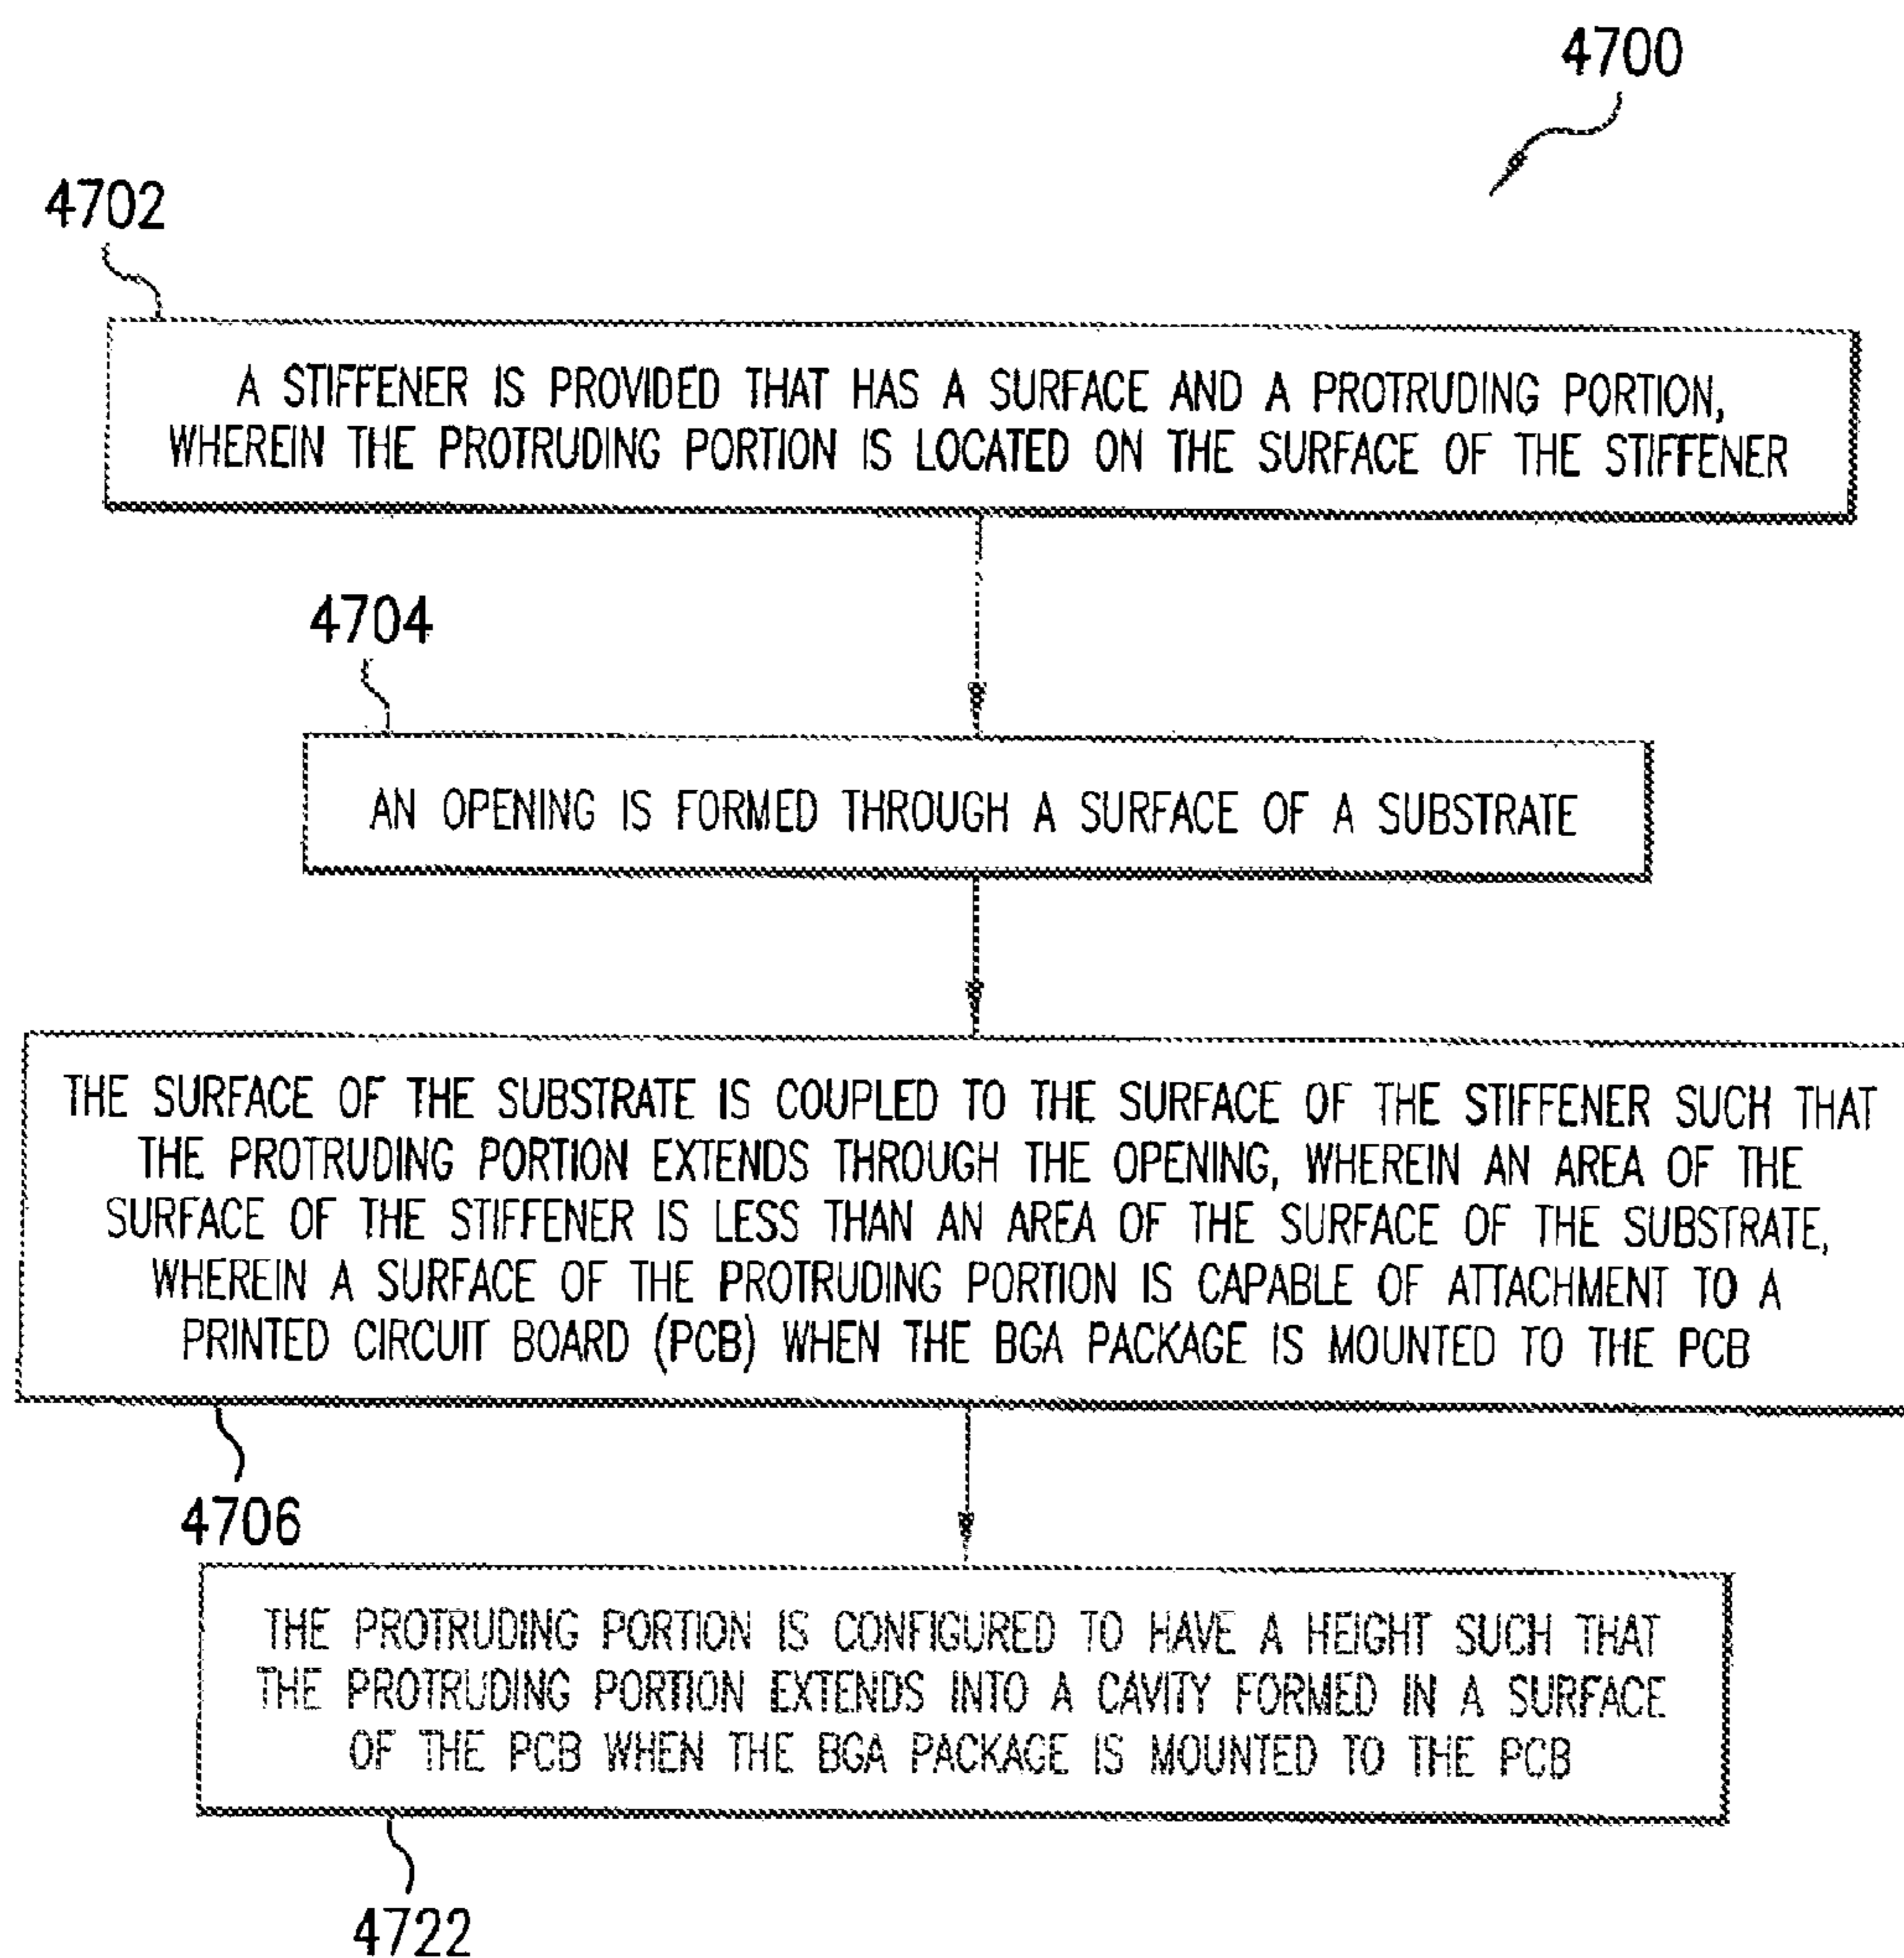 4700
4702
A STIFFENER IS PROVIDED THAT HAS A SURFACE AND A PROTRUDING PORTION,
WHEREIN THE PROTRUDING PORTION IS LOCATED ON THE SURFACE OF THE STIFFENER
4704
AN OPENING IS FORMED THROUGH A SURFACE OF A SUBSTRATE
THE SURFACE OF THE SUBSTRATE IS COUPLED TO THE SURFACE OF THE STIFFENER SUCH THAT
THE PROTRUDING PORTION EXTENDS THROUGH THE OPENING, WHEREIN AN AREA OF THE
SURFACE OF THE STIFFENER IS LESS THAN AN AREA OF THE SURFACE OF THE SUBSTRATE,
WHEREIN A SURFACE OF THE PROTRUDING PORTION IS CAPABLE OF ATTACHMENT TO A
PRINTED CIRCUIT BOARD (PCB) WHEN THE BGA PACKAGE IS MOUNTED TO THE PCB
4706
THE PROTRUDING PORTION IS CONFIGURED TO HAVE A HEIGHT SUCH THAT
THE PROTRUDING PORTION EXTENDS INTO A CAVITY FORMED IN A SURFACE
OF THE PCB WHEN THE BGA PACKAGE IS MOUNTED TO THE PCB
4722